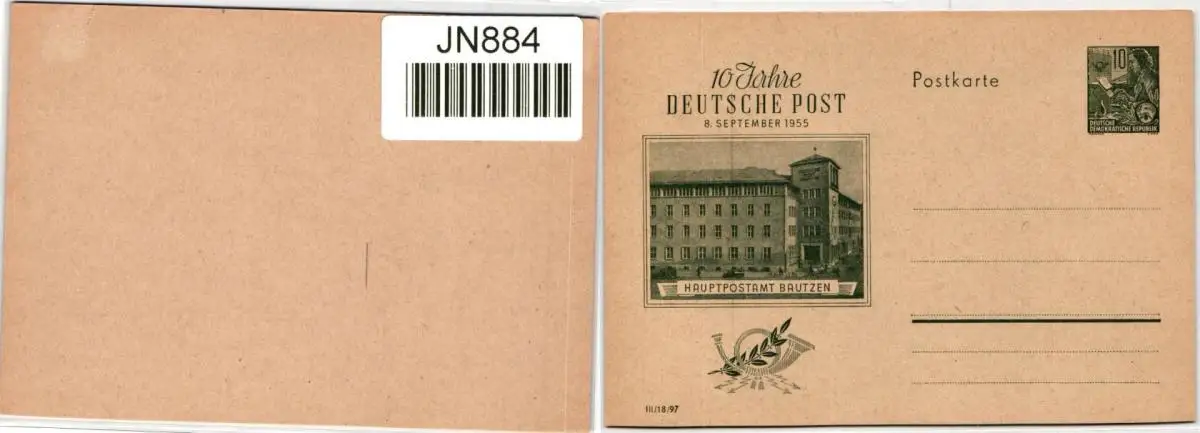 JN884
10 Jahre
DEUTSCHE POST
8. SEPTEMBER 1955
HAUPTPOSTAMT BAUTZEN
III/18/97
Postkarte
10
DEUTSCHE
DEMOKRATISCHE REPUBLIK